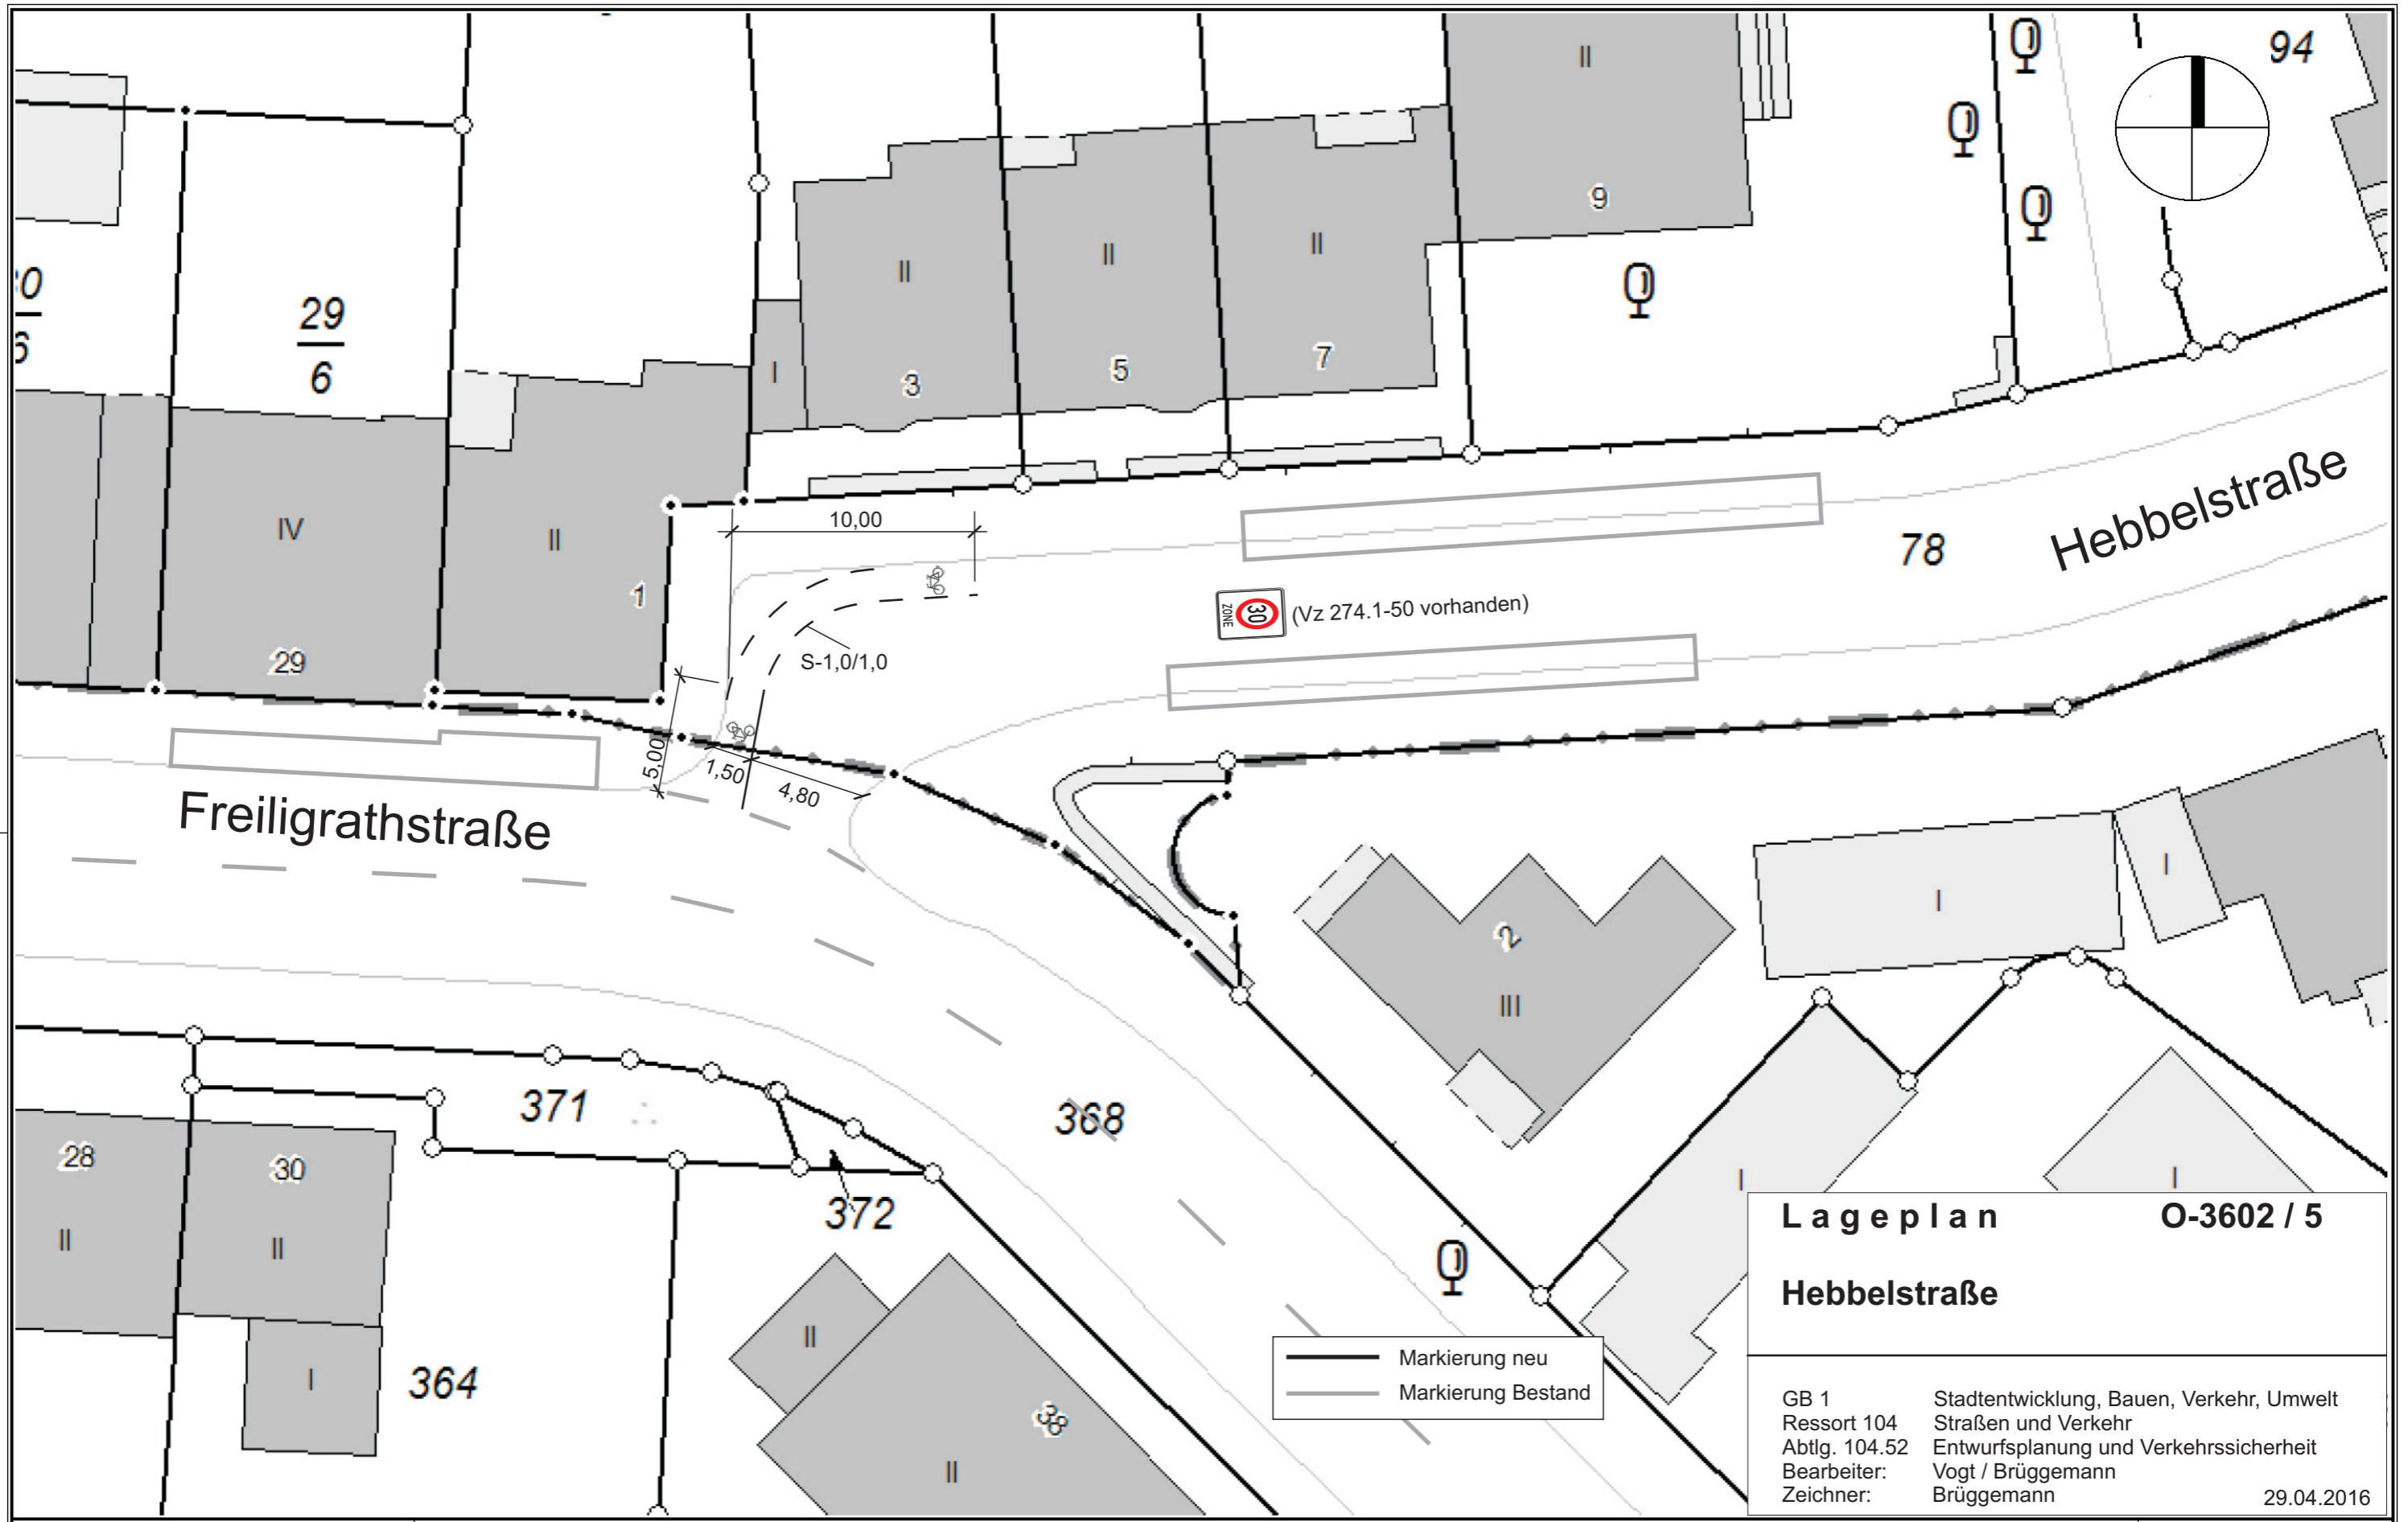 II
94
9
II
II
II
29
6
I
3
5
7
Hebbelstraße
78
10,00
IV
II
1
30
ZONE
(Vz 274.1-50 vorhanden)
S-1,0/1,0
29
5,00
1,50
4,80
Freiligrathstraße
2
III
I
I
371
368
28
30
372
II
II
I
364
II
38
II
I
I
Markierung neu
Markierung Bestand
Lageplan O-3602 / 5
Hebbelstraße
GB 1 Stadtentwicklung, Bauen, Verkehr, Umwelt
Ressort 104 Straßen und Verkehr
Abtlg. 104.52 Entwurfsplanung und Verkehrssicherheit
Bearbeiter: Vogt / Brüggemann
Zeichner: Brüggemann 29.04.2016